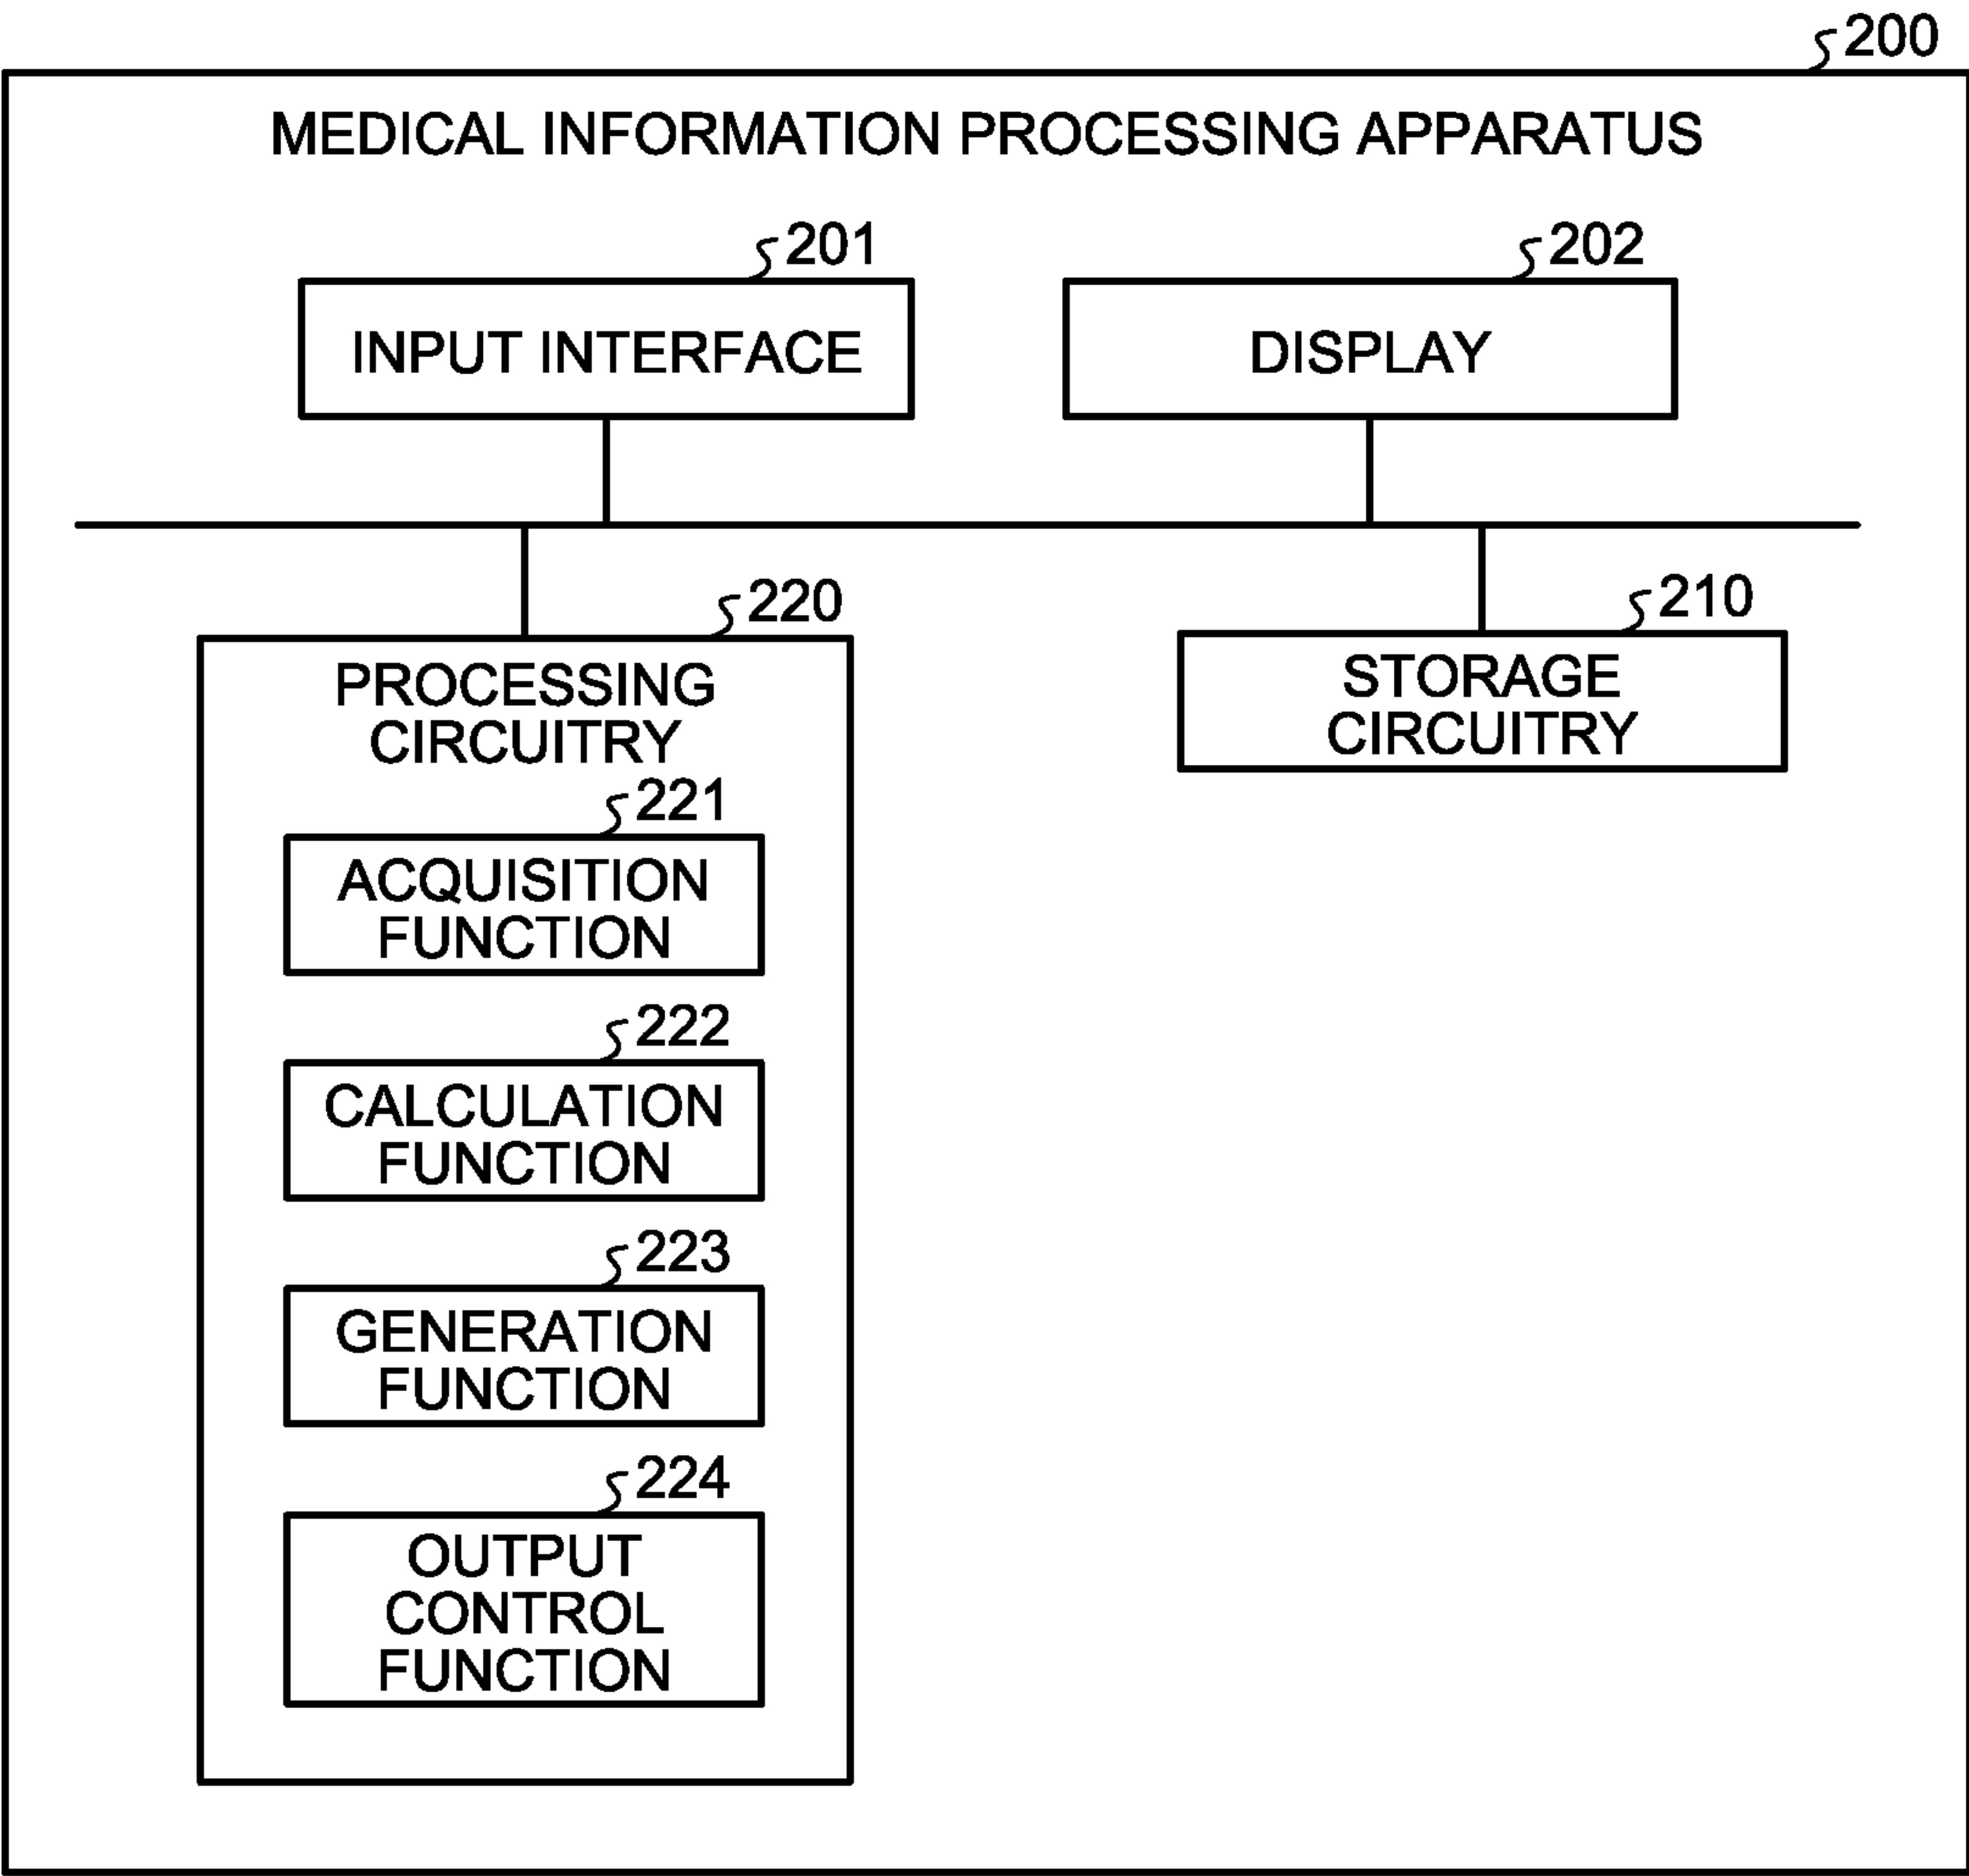 200
MEDICAL INFORMATION PROCESSING APPARATUS
201
INPUT INTERFACE
202
DISPLAY
220
PROCESSING
CIRCUITRY
221
ACQUISITION
FUNCTION
222
CALCULATION
FUNCTION
223
GENERATION
FUNCTION
224
OUTPUT
CONTROL
FUNCTION
210
STORAGE
CIRCUITRY